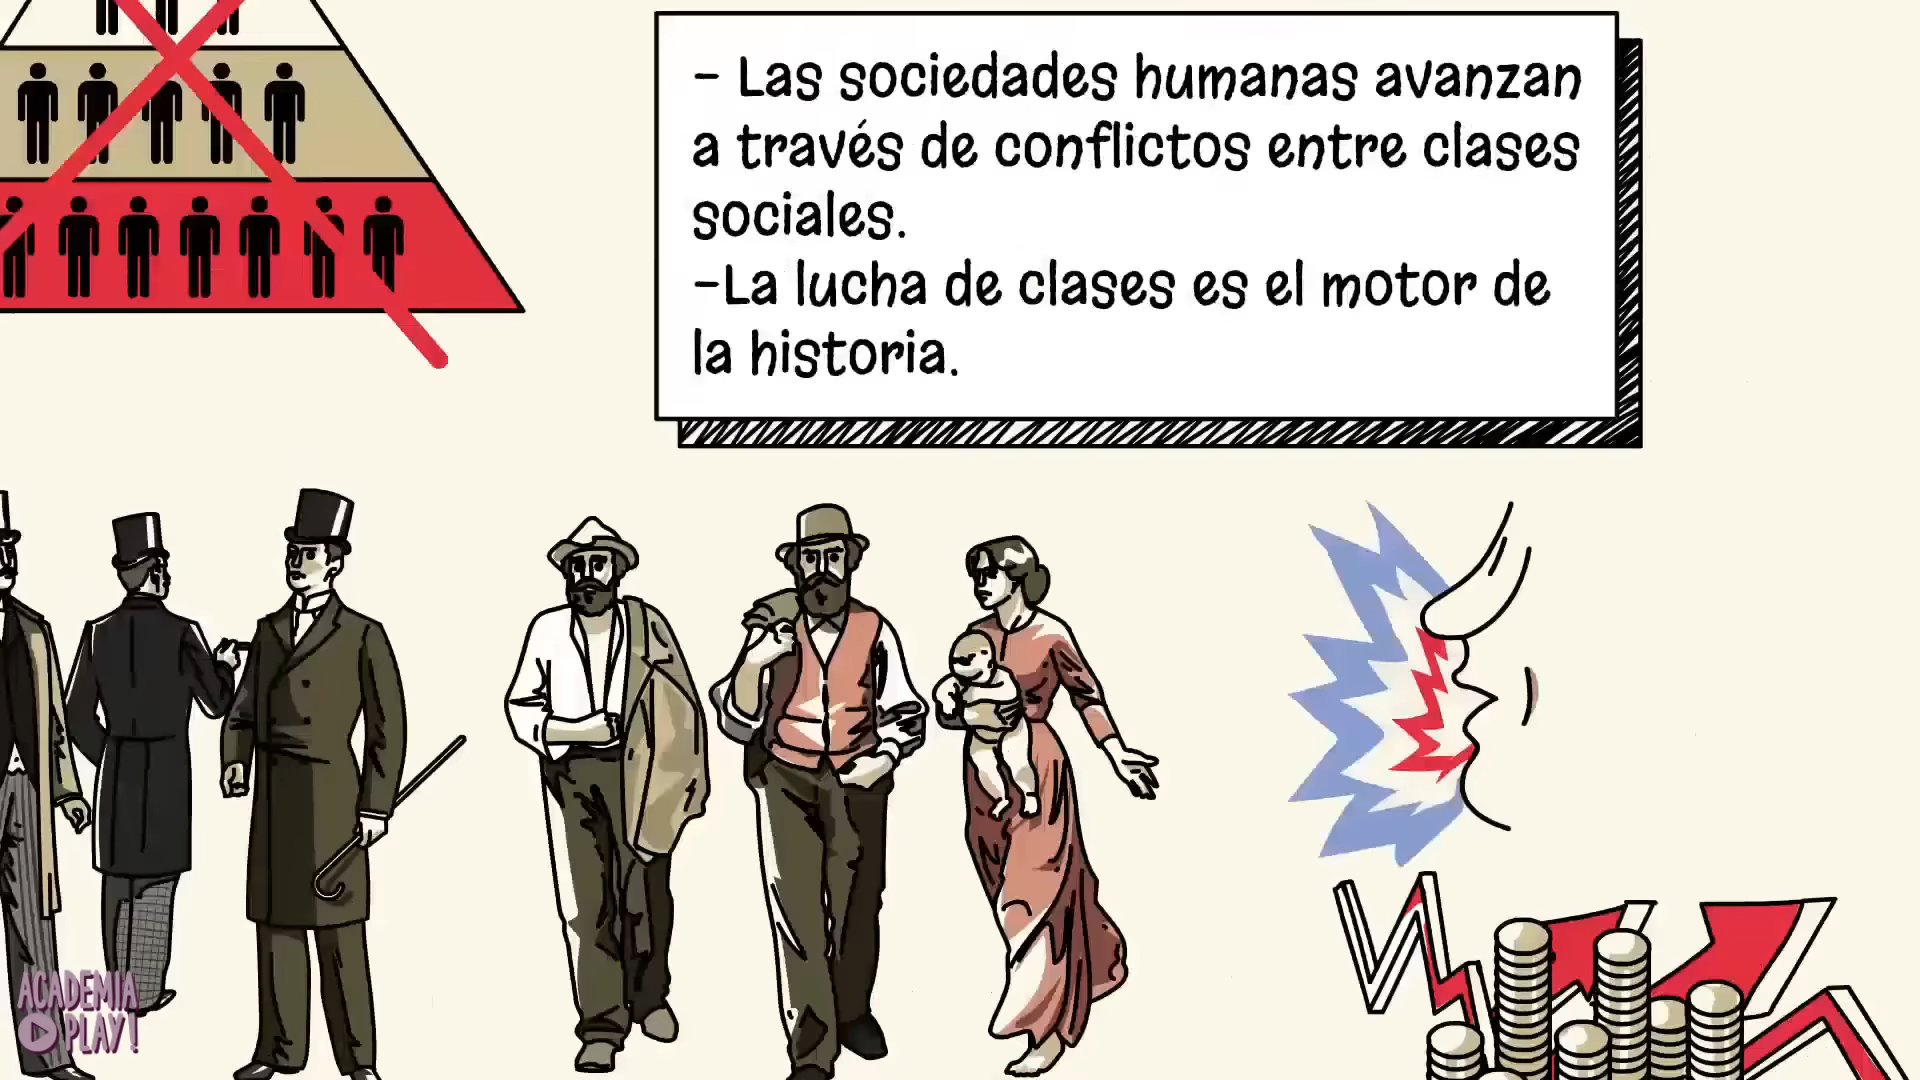 - Las sociedades humanas avanzan
a través de conflictos entre clases
sociales.
-La lucha de clases es el motor de
la historia.
ACADEMIA
PLAY!